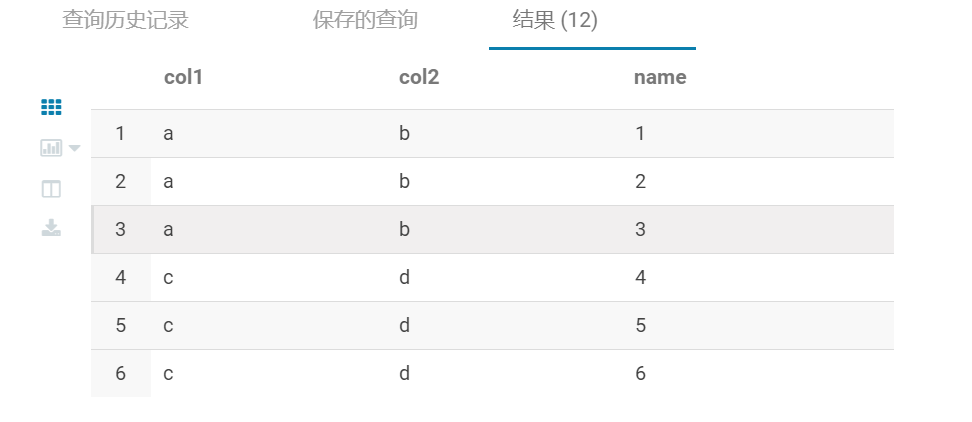 查询历史记录 保存的查询 结果 (12)
col1 col2 name
1 a b 1
2 a b 2
3 a b 3
4 c d 4
5 c d 5
6 c d 6